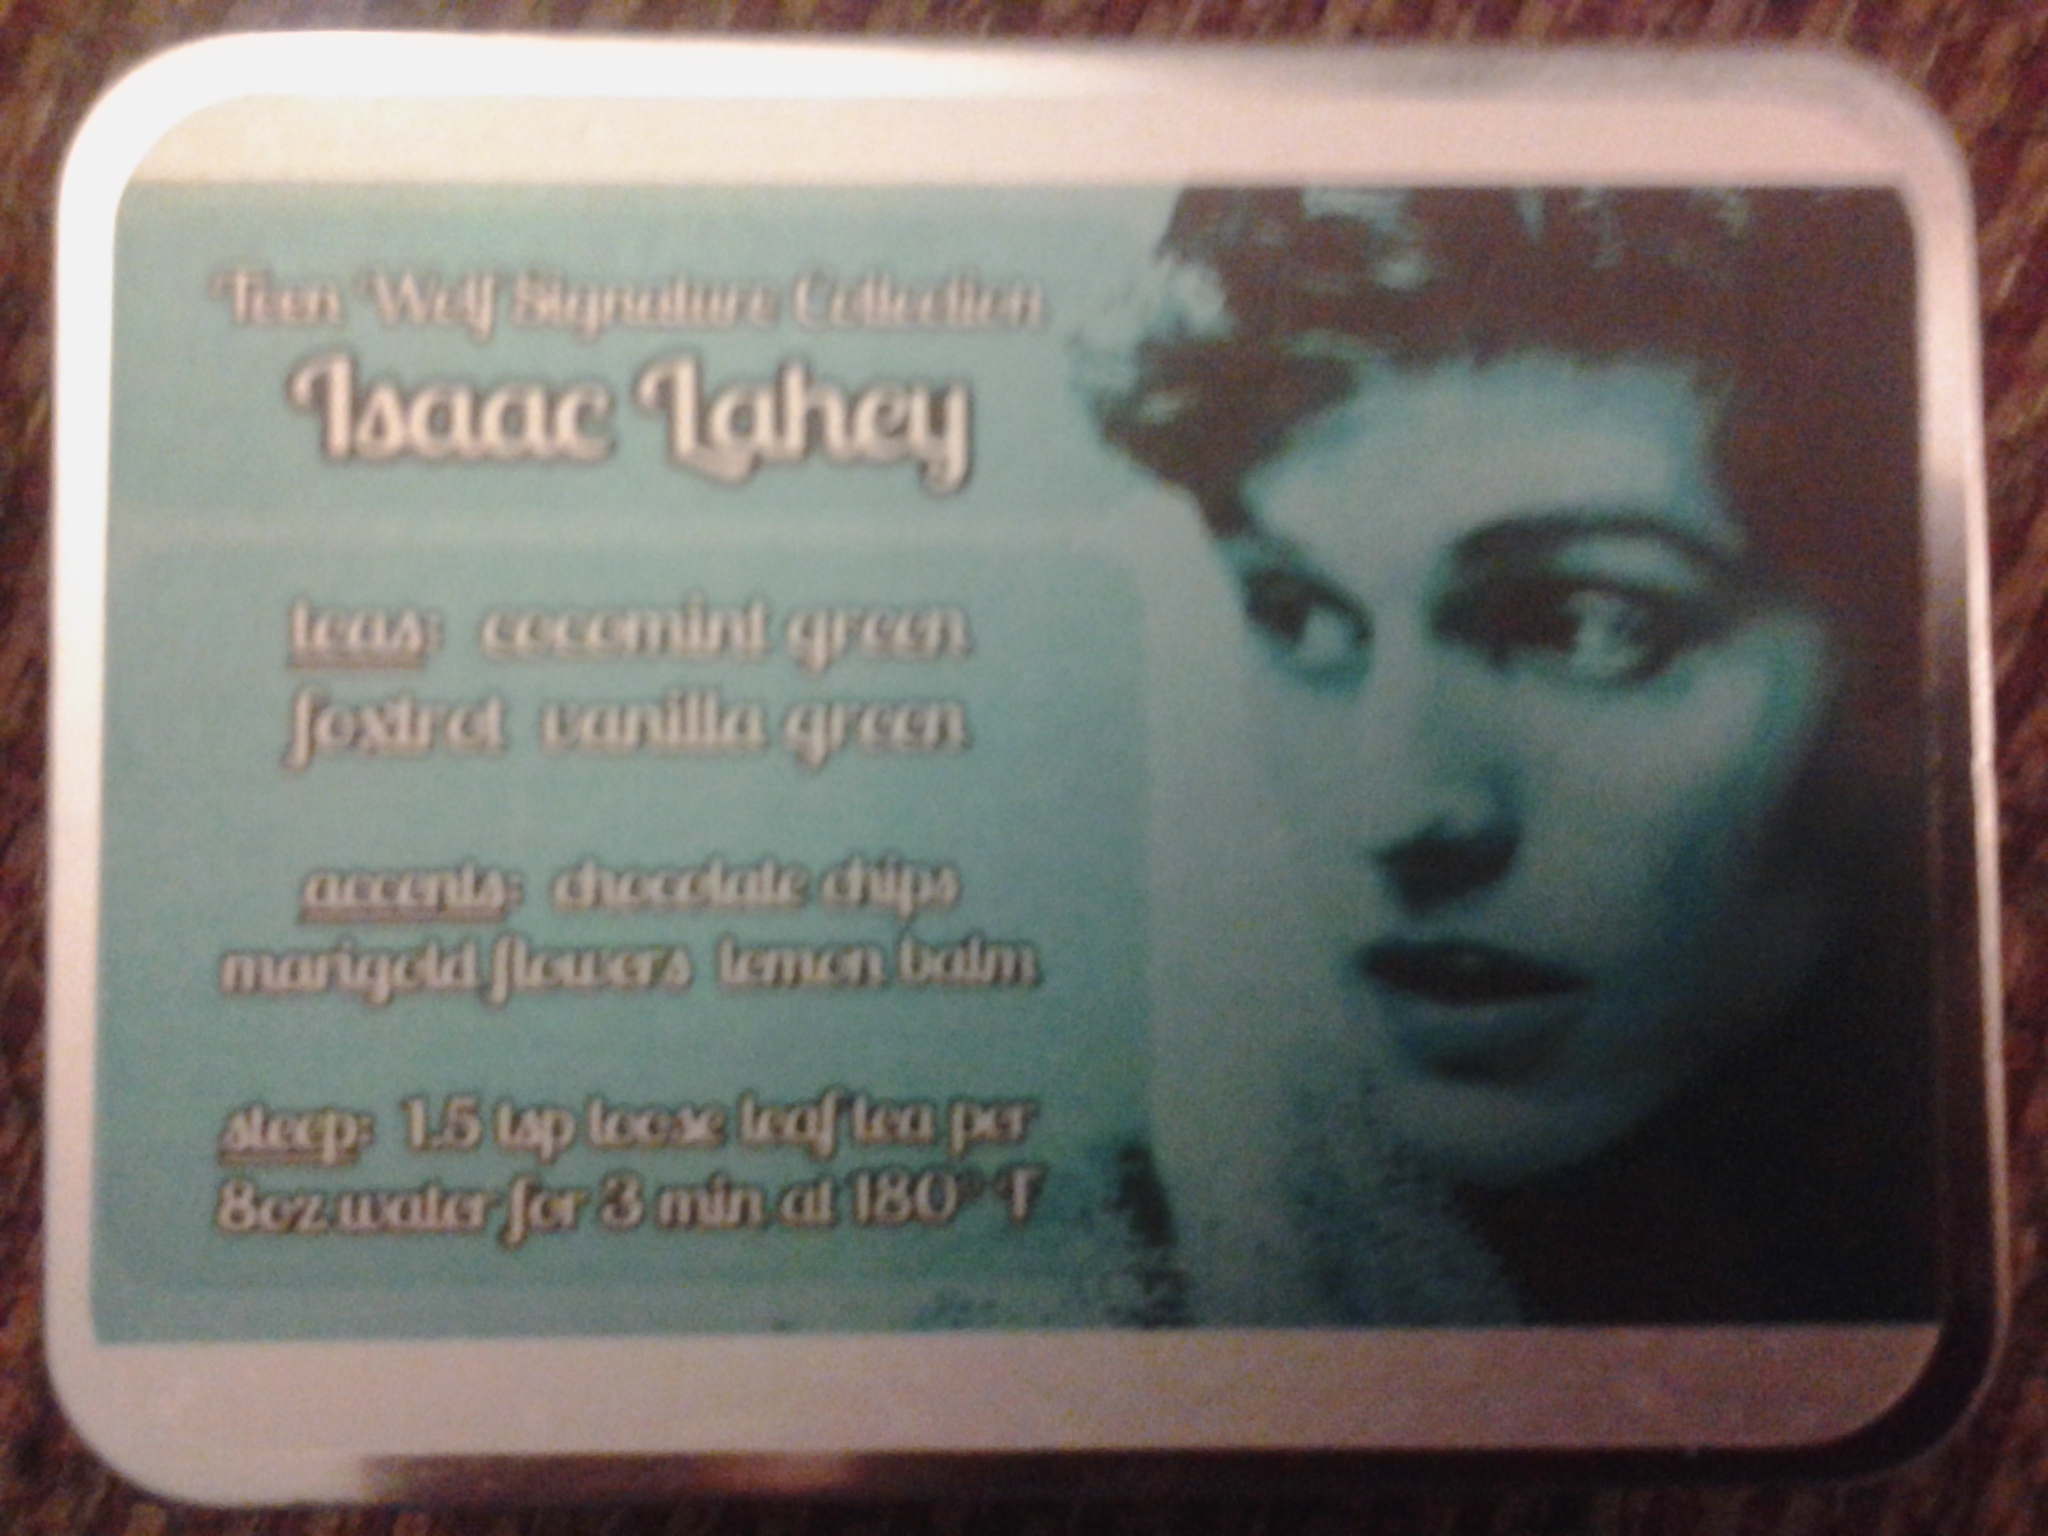 Teen Wolf Signature Collection
Isaac Lahey
teas: cocomint green
foxtrot vanilla green
accents: chocolate chips
marigold flowers lemon balm
steep: 1.5 tsp loose leaf tea per
8oz water for 3 min at 180° F